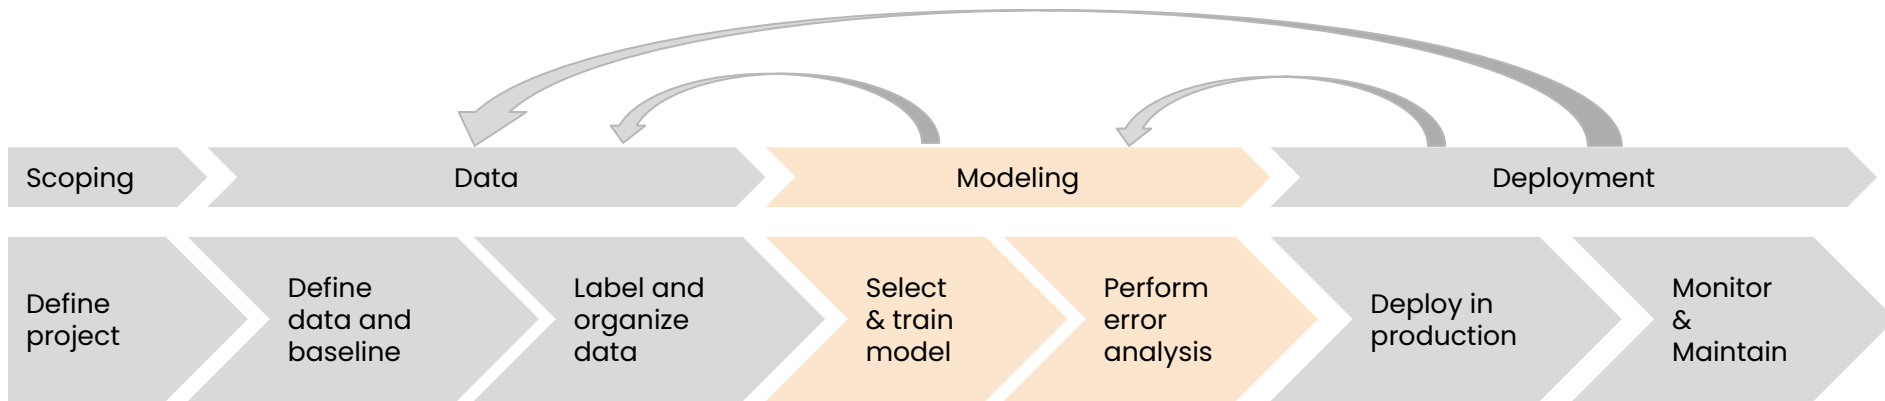 Scoping
Data
Modeling
Deployment
Define
project
Define
data and
baseline
Label and
organize
data
Select
& train
model
Perform
error
analysis
Deploy in
production
Monitor
&
Maintain